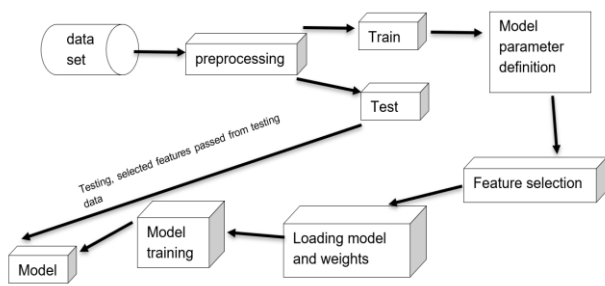 data
set
preprocessing
Train
Model
parameter
definition
Test
Testing, selected features passed from testing
data
Feature selection
Loading model
and weights
Model
training
Model